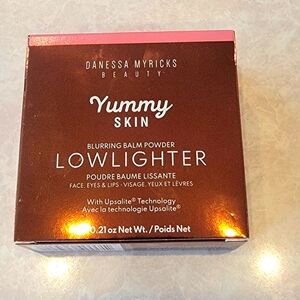 DANESSA MYRICKS
BEAUTY
Yummy
SKIN
BLURRING BALM POWDER
LOWLIGHTER
POUDRE BAUME LISSANTE
FACE, EYES & LIPS • VISAGE, YEUX ET LÈVRES
With Upsalite® Technology
Avec la technologie Upsalite®
0.21 oz Net Wt. / Poids Net